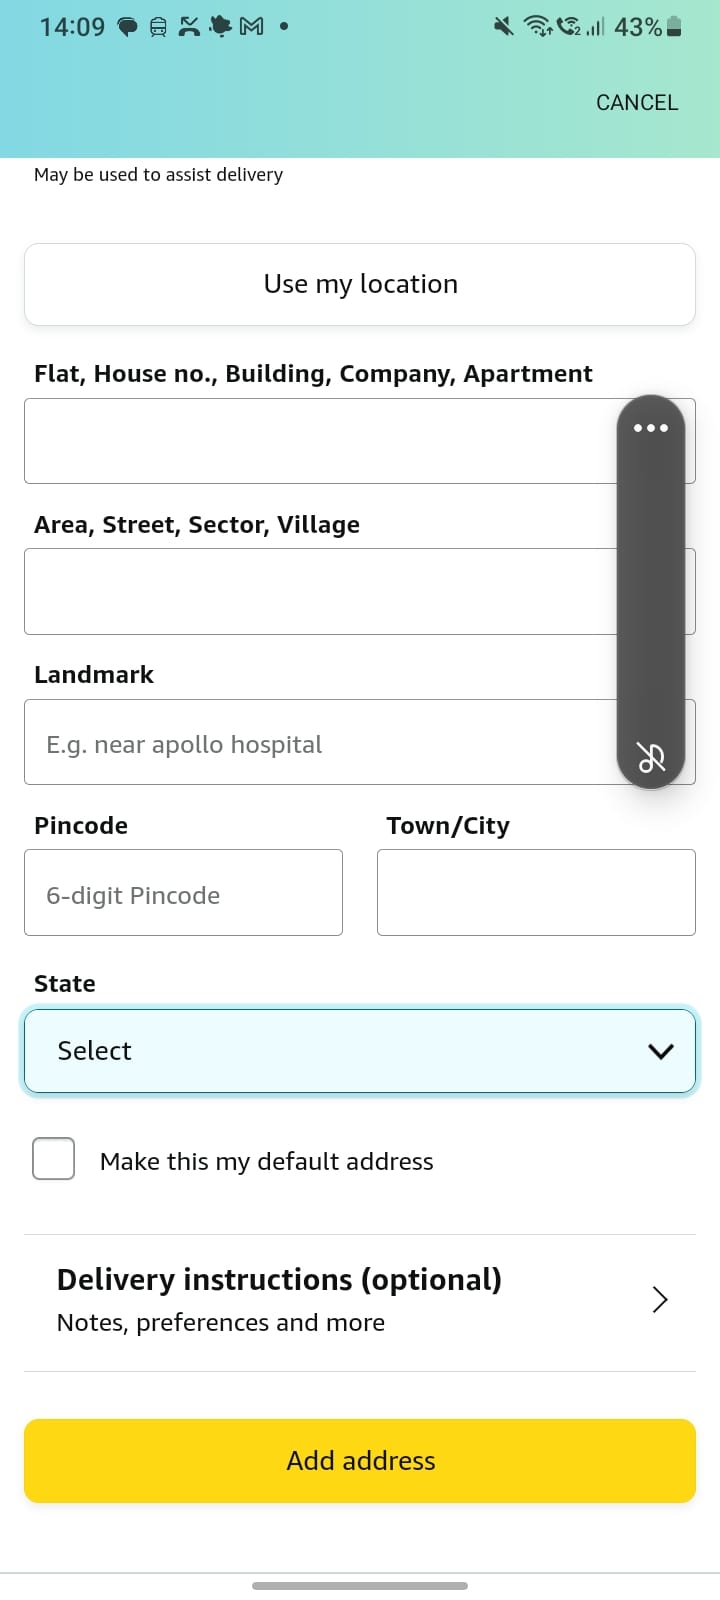 14:09 43%
CANCEL
May be used to assist delivery
Use my location
Flat, House no., Building, Company, Apartment
Area, Street, Sector, Village
Landmark
E.g. near apollo hospital
Pincode Town/City
6-digit Pincode
State
Select
Make this my default address
Delivery instructions (optional)
Notes, preferences and more
Add address